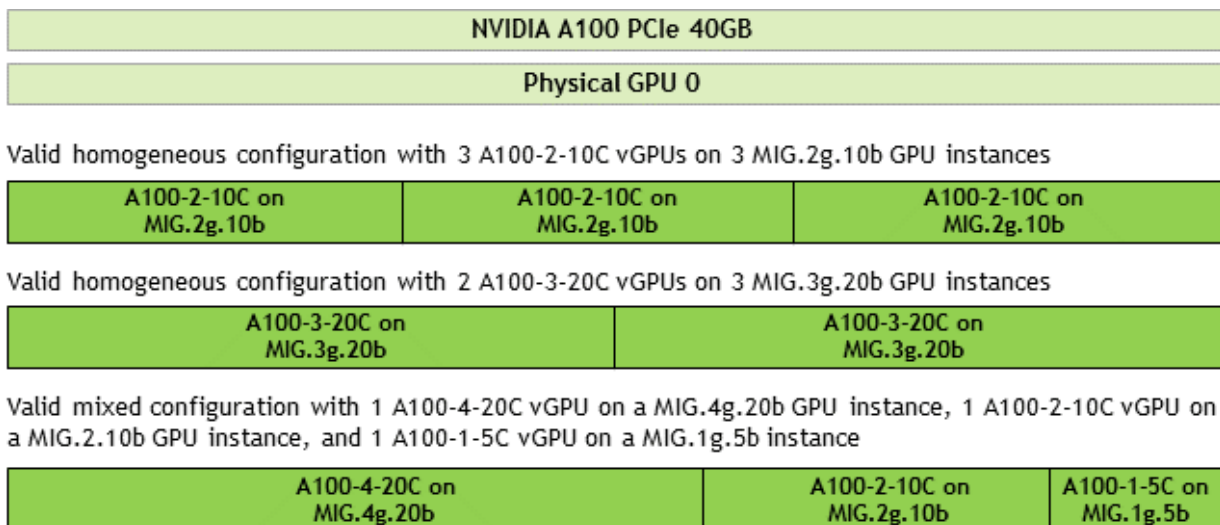 NVIDIA A100 PCIe 40GB
Physical GPU 0
Valid homogeneous configuration with 3 A100-2-10C vGPUs on 3 MIG.2g.10b GPU instances
A100-2-10C on
MIG.2g.10b
A100-2-10C on
MIG.2g.10b
A100-2-10C on
MIG.2g.10b
Valid homogeneous configuration with 2 A100-3-20C vGPUs on 3 MIG.3g.20b GPU instances
A100-3-20C on
MIG.3g.20b
A100-3-20C on
MIG.3g.20b
Valid mixed configuration with 1 A100-4-20C vGPU on a MIG.4g.20b GPU instance, 1 A100-2-10C vGPU on
a MIG.2.10b GPU instance, and 1 A100-1-5C vGPU on a MIG.1g.5b instance
A100-4-20C on
MIG.4g.20b
A100-2-10C on
MIG.2g.10b
A100-1-5C on
MIG.1g.5b